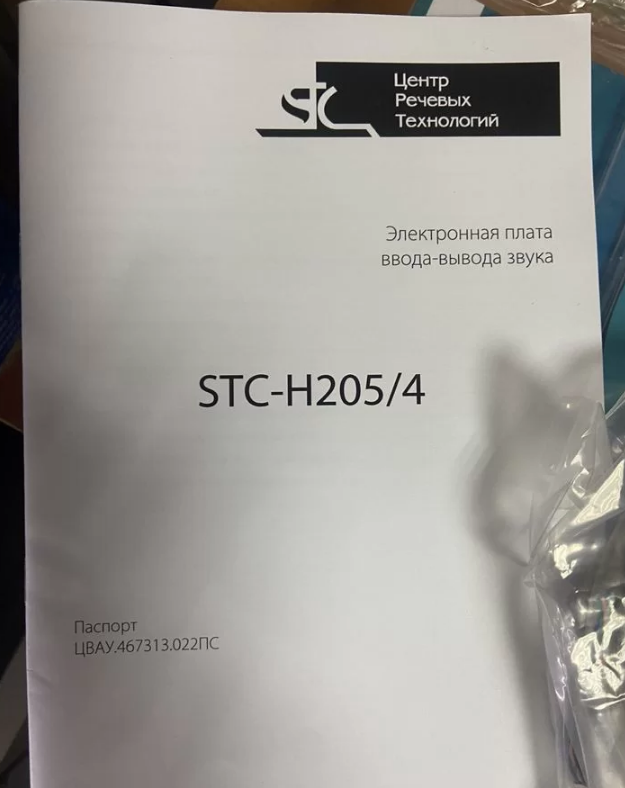 STC
Центр
Речевых
Технологий
Электронная плата
ввода-вывода звука
STC-H205/4
Паспорт
ЦВАУ.467313.022ПС